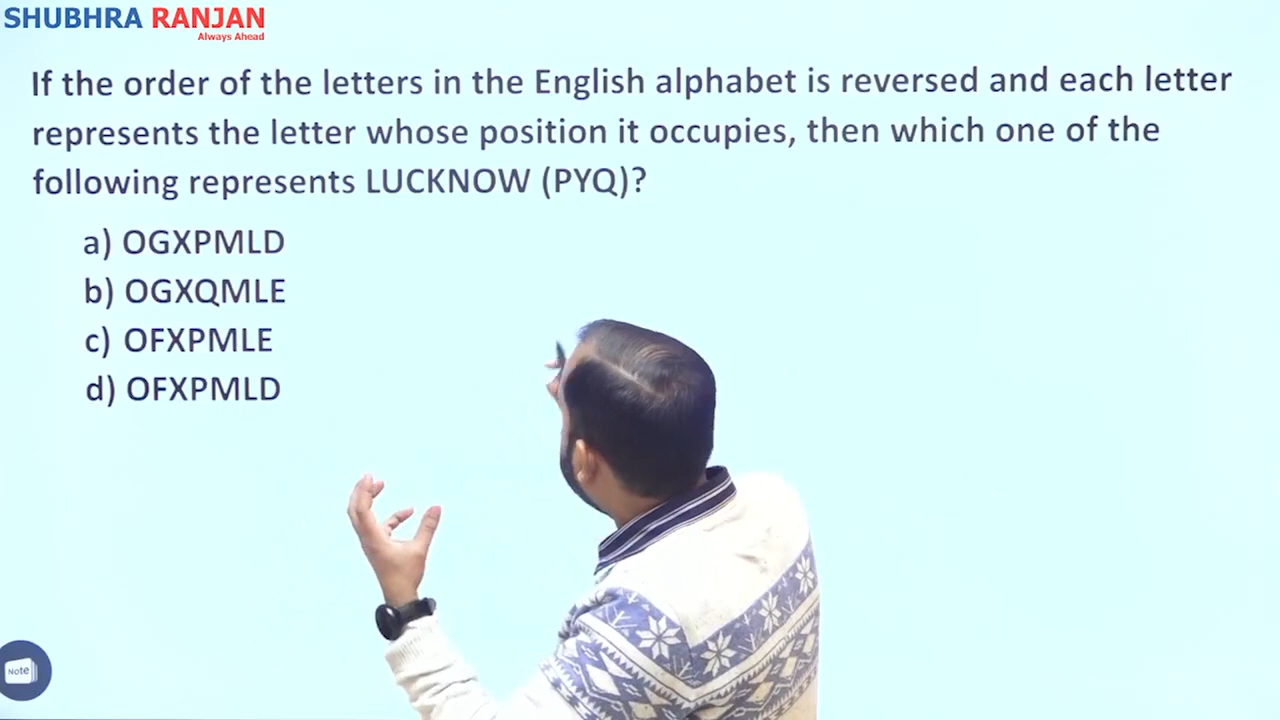 SHUBHRA RANJAN
Always Ahead
If the order of the letters in the English alphabet is reversed and each letter
represents the letter whose position it occupies, then which one of the
following represents LUCKNOW (PYQ)?
a) OGXPMLD
b) OGXQMLE
c) OFXPMLE
d) OFXPMLD
Note